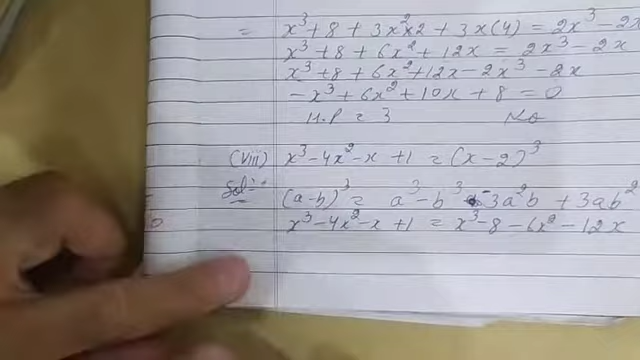 = x³+8 + 3x²×2 + 3x(4) = 2x³-2x
x³+8 + 6x²+12x = 2x³-2x
x³+8 + 6x²+12x-2x³-2x
-x³+6x²+10x+8=0
H.P = 3 No
(viii) x³-4x²-x+1=(x-2)³
Sol:- (a-b)³= a³-b³-3a²b+3ab²
x³-4x²-x+1 = x³-8-6x²-12x